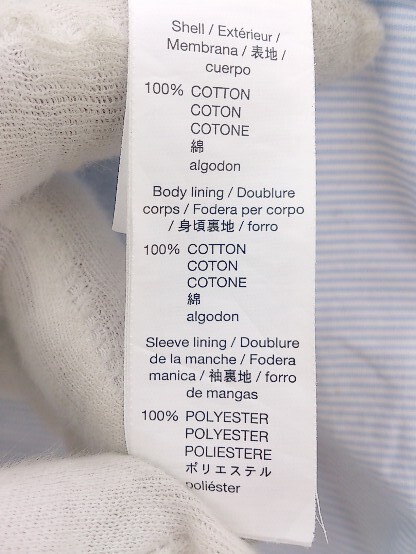 Shell / Extérieur /
Membrana / 表地 /
cuerpo
100% COTTON
COTON
COTONE
綿
algodon
Body lining / Doublure
corps / Fodera per corpo
/ 身頃裏地 / forro
100% COTTON
COTON
COTONE
綿
algodon
Sleeve lining / Doublure
de la manche / Fodera
manica / 袖裏地 / forro
de mangas
100% POLYESTER
POLYESTER
POLIESTERE
ポリエステル
poliéster